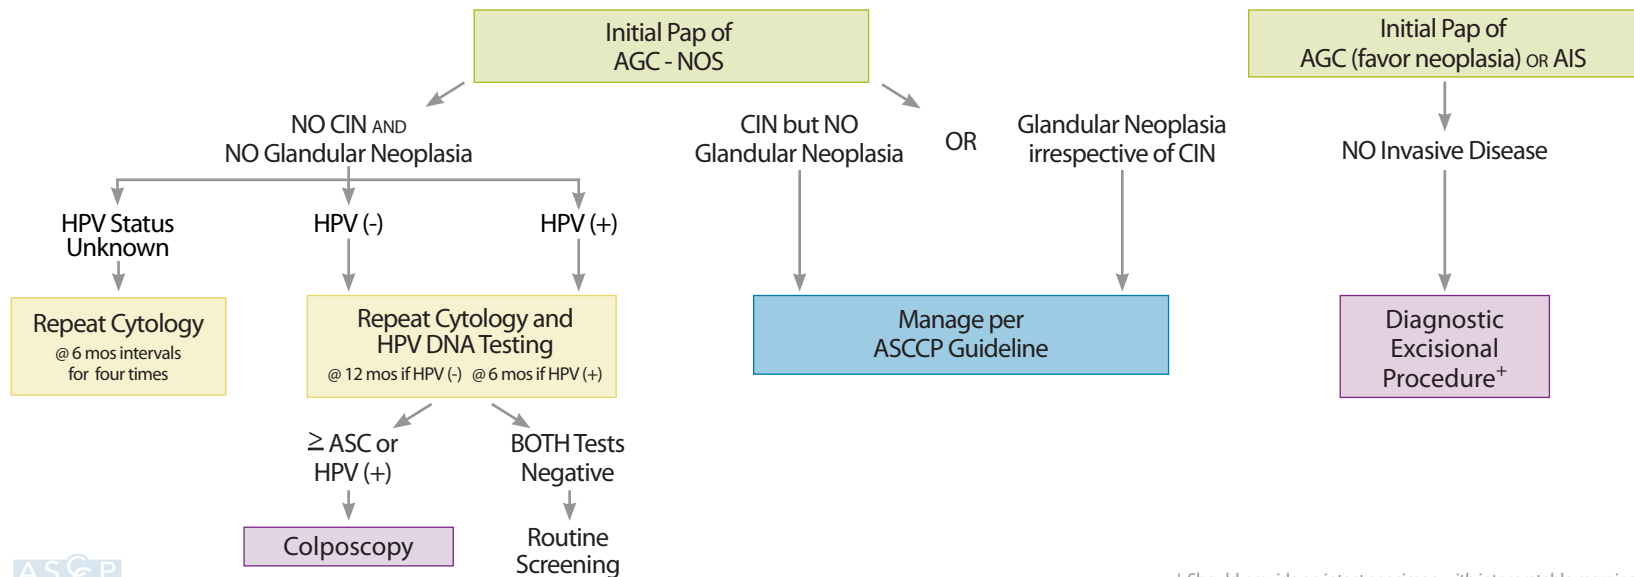 Initial Pap of
AGC - NOS
Initial Pap of
AGC (favor neoplasia) OR AIS
NO CIN AND
NO Glandular Neoplasia
CIN but NO
Glandular Neoplasia
OR
Glandular Neoplasia
irrespective of CIN
NO Invasive Disease
HPV Status
Unknown
HPV (-)
HPV (+)
Repeat Cytology
@ 6 mos intervals
for four times
Repeat Cytology and
HPV DNA Testing
@ 12 mos if HPV (-) @ 6 mos if HPV (+)
Manage per
ASCCP Guideline
Diagnostic
Excisional
Procedure+
≥ ASC or
HPV (+)
BOTH Tests
Negative
Colposcopy
Routine
Screening
ASCCP